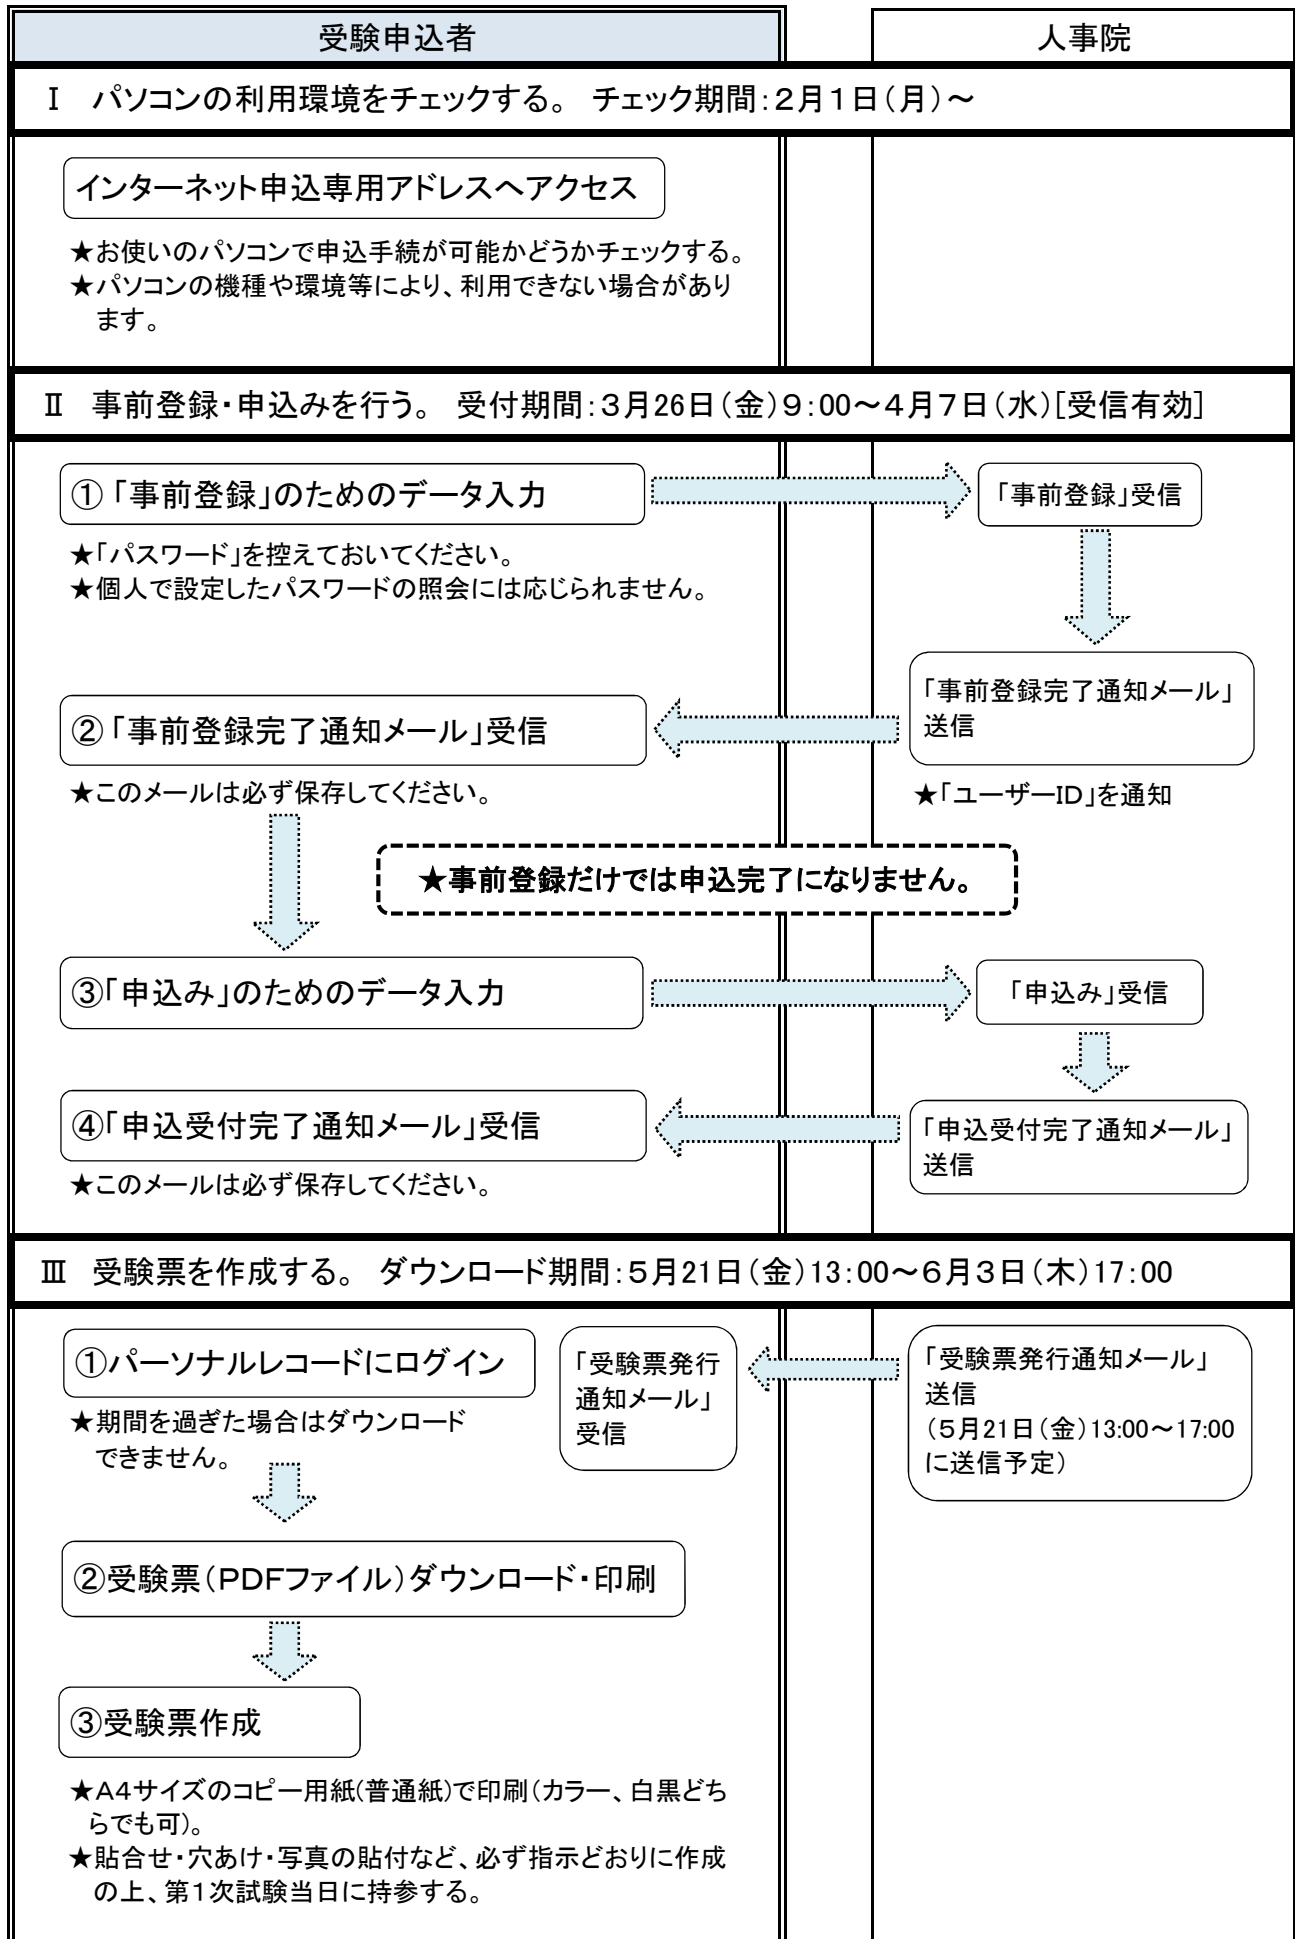 受験申込者
人事院
Ⅰ　パソコンの利用環境をチェックする。　チェック期間：２月１日（月）～
インターネット申込専用アドレスへアクセス
★お使いのパソコンで申込手続が可能かどうかチェックする。
★パソコンの機種や環境等により、利用できない場合があり
ます。
Ⅱ　事前登録・申込みを行う。　受付期間：３月26日（金）９：00～４月７日（水）[受信有効]
①「事前登録」のためのデータ入力
「事前登録」受信
★「パスワード」を控えておいてください。
★個人で設定したパスワードの照会には応じられません。
「事前登録完了通知メール」
送信
②「事前登録完了通知メール」受信
★このメールは必ず保存してください。
★「ユーザーID」を通知
★事前登録だけでは申込完了になりません。
③「申込み」のためのデータ入力
「申込み」受信
④「申込受付完了通知メール」受信
「申込受付完了通知メール」
送信
★このメールは必ず保存してください。
Ⅲ　受験票を作成する。　ダウンロード期間：５月21日（金）13：00～６月３日（木）17：00
①パーソナルレコードにログイン
★期間を過ぎた場合はダウンロード
できません。
「受験票発行
通知メール」
受信
「受験票発行通知メール」
送信
（５月21日（金）13:00～17:00
に送信予定）
②受験票（ＰＤＦファイル）ダウンロード・印刷
③受験票作成
★Ａ４サイズのコピー用紙(普通紙)で印刷（カラー、白黒どち
らでも可）。
★貼合せ・穴あけ・写真の貼付など、必ず指示どおりに作成
の上、第１次試験当日に持参する。